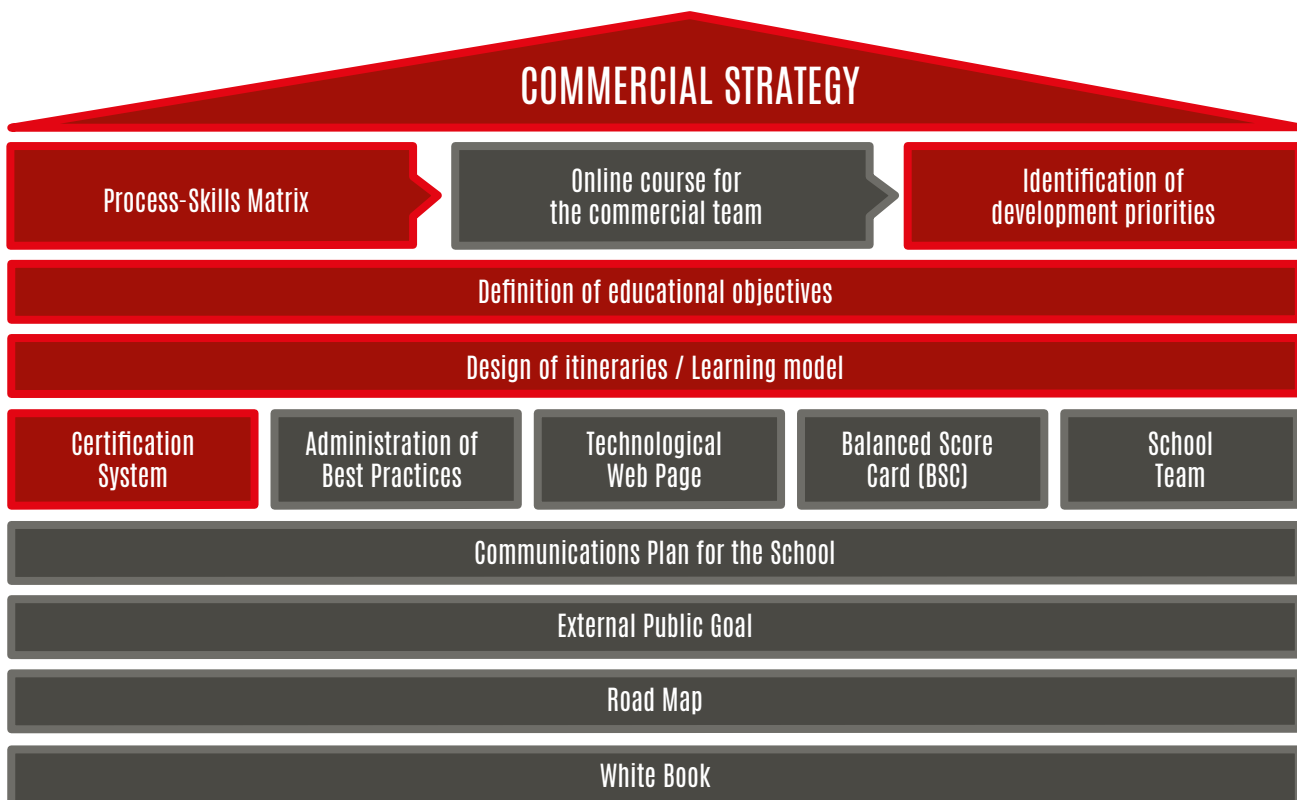 COMMERCIAL STRATEGY
Process-Skills Matrix
Online course for
the commercial team
Identification of
development priorities
Definition of educational objectives
Design of itineraries / Learning model
Certification
System
Administration of
Best Practices
Technological
Web Page
Balanced Score
Card (BSC)
School
Team
Communications Plan for the School
External Public Goal
Road Map
White Book